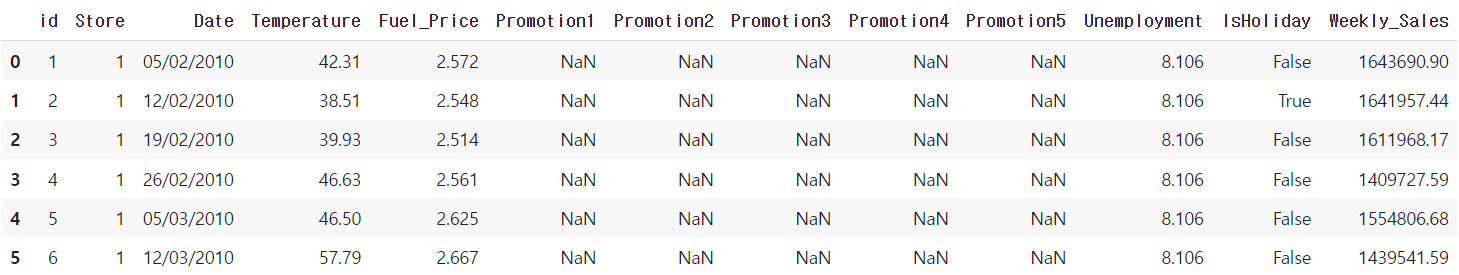 id Store Date Temperature Fuel_Price Promotion1 Promotion2 Promotion3 Promotion4 Promotion5 Unemployment IsHoliday Weekly_Sales
0 1 1 05/02/2010 42.31 2.572 NaN NaN NaN NaN NaN 8.106 False 1643690.90
1 2 1 12/02/2010 38.51 2.548 NaN NaN NaN NaN NaN 8.106 True 1641957.44
2 3 1 19/02/2010 39.93 2.514 NaN NaN NaN NaN NaN 8.106 False 1611968.17
3 4 1 26/02/2010 46.63 2.561 NaN NaN NaN NaN NaN 8.106 False 1409727.59
4 5 1 05/03/2010 46.50 2.625 NaN NaN NaN NaN NaN 8.106 False 1554806.68
5 6 1 12/03/2010 57.79 2.667 NaN NaN NaN NaN NaN 8.106 False 1439541.59